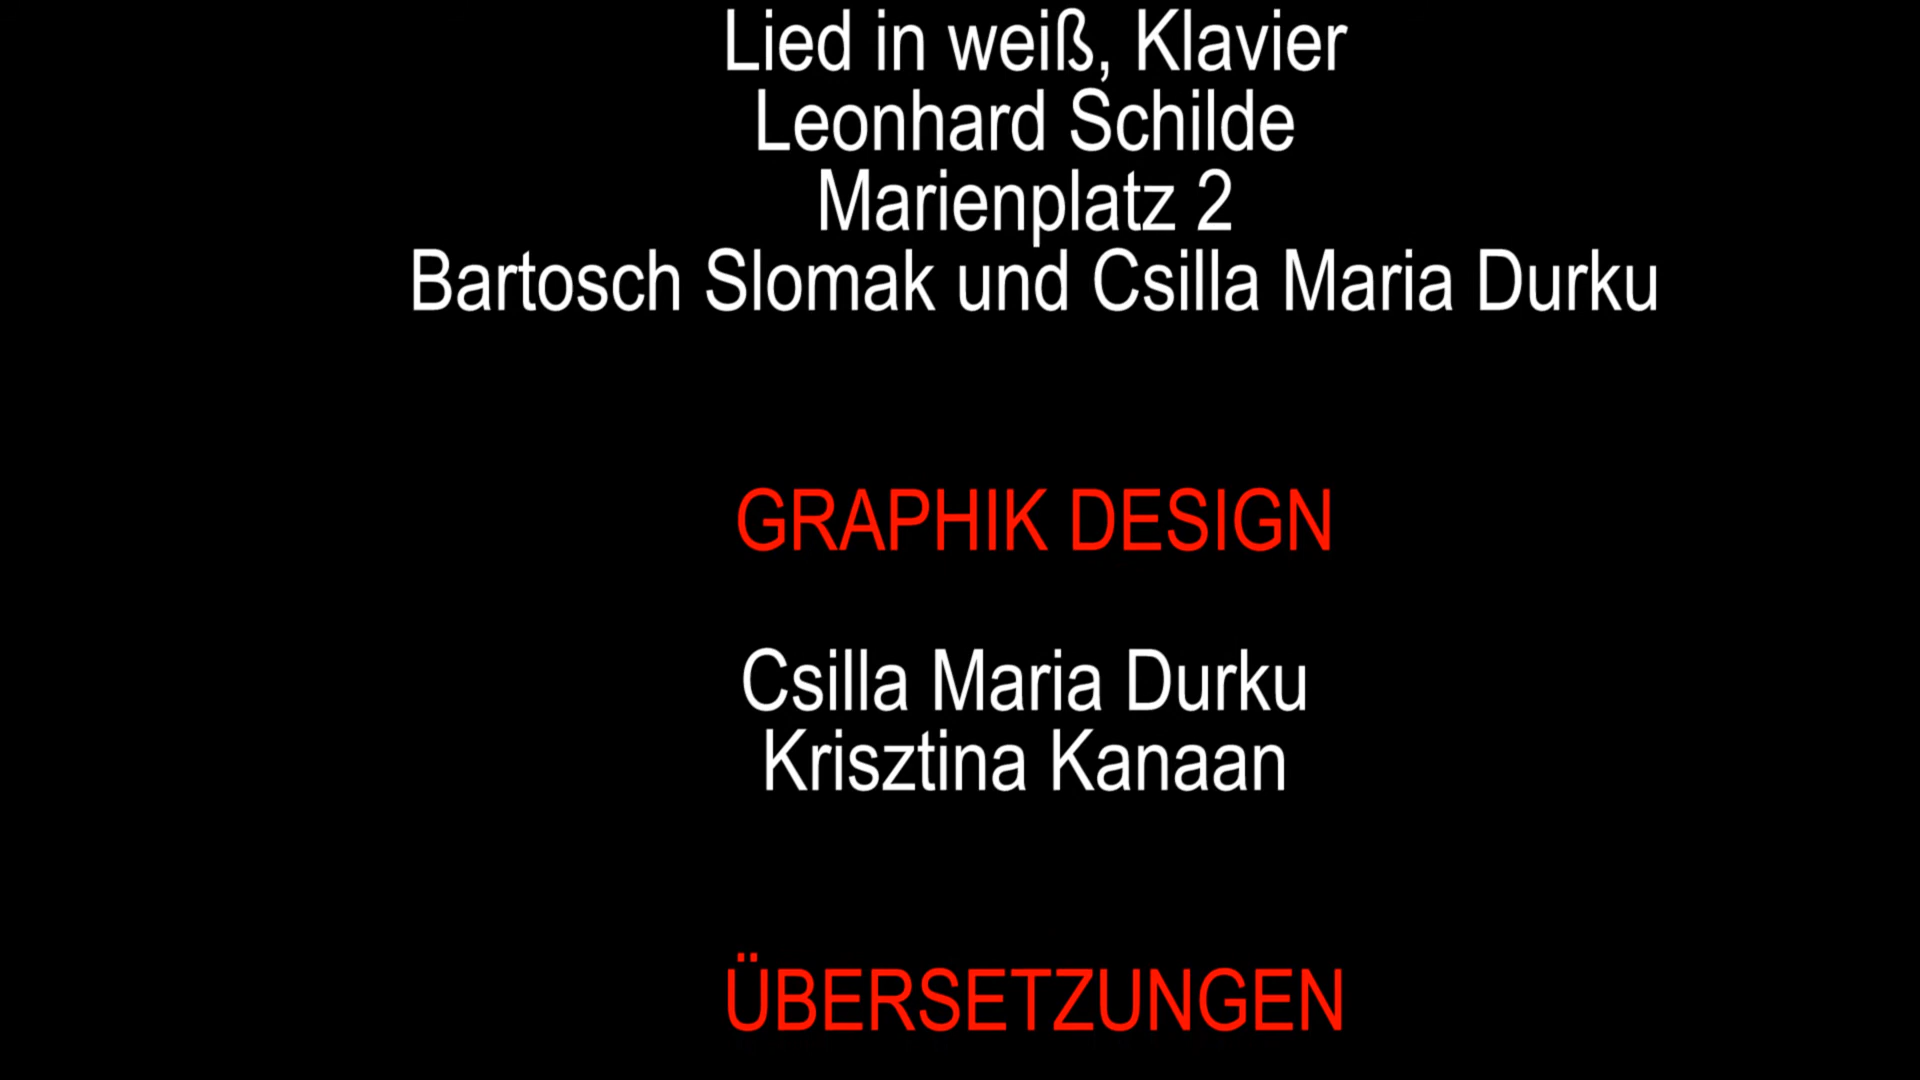 Lied in weiß, Klavier
Leonhard Schilde
Marienplatz 2
Bartosch Slomak und Csilla Maria Durku
GRAPHIK DESIGN
Csilla Maria Durku
Krisztina Kanaan
ÜBERSETZUNGEN